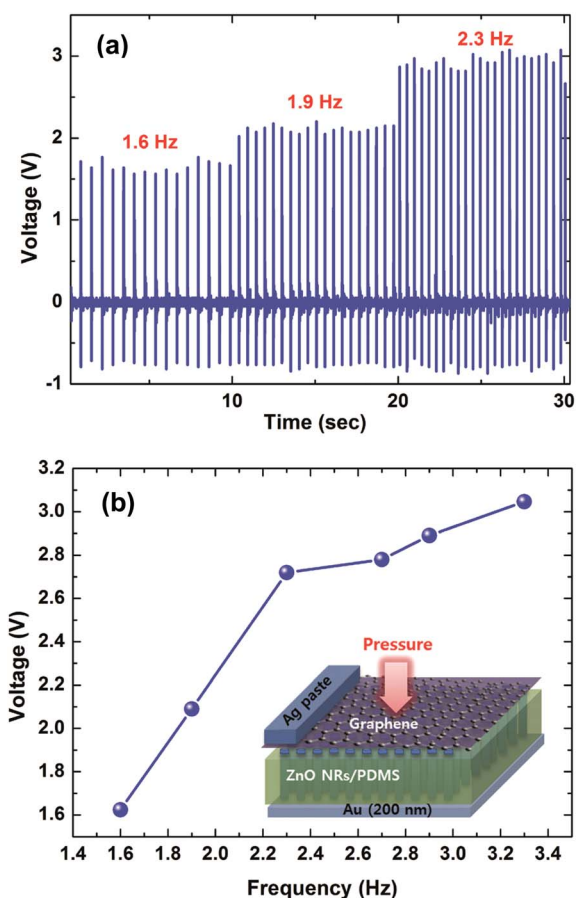 (a)
2.3 Hz
1.9 Hz
1.6 Hz
3
2
1
0
-1
Voltage (V)
10 20 30
Time (sec)
(b)
3.2
3.0
2.8
2.6
2.4
2.2
2.0
1.8
1.6
Voltage (V)
Pressure
Ag paste
Graphene
ZnO NRs/PDMS
Au (200 nm)
1.4 1.6 1.8 2.0 2.2 2.4 2.6 2.8 3.0 3.2 3.4
Frequency (Hz)